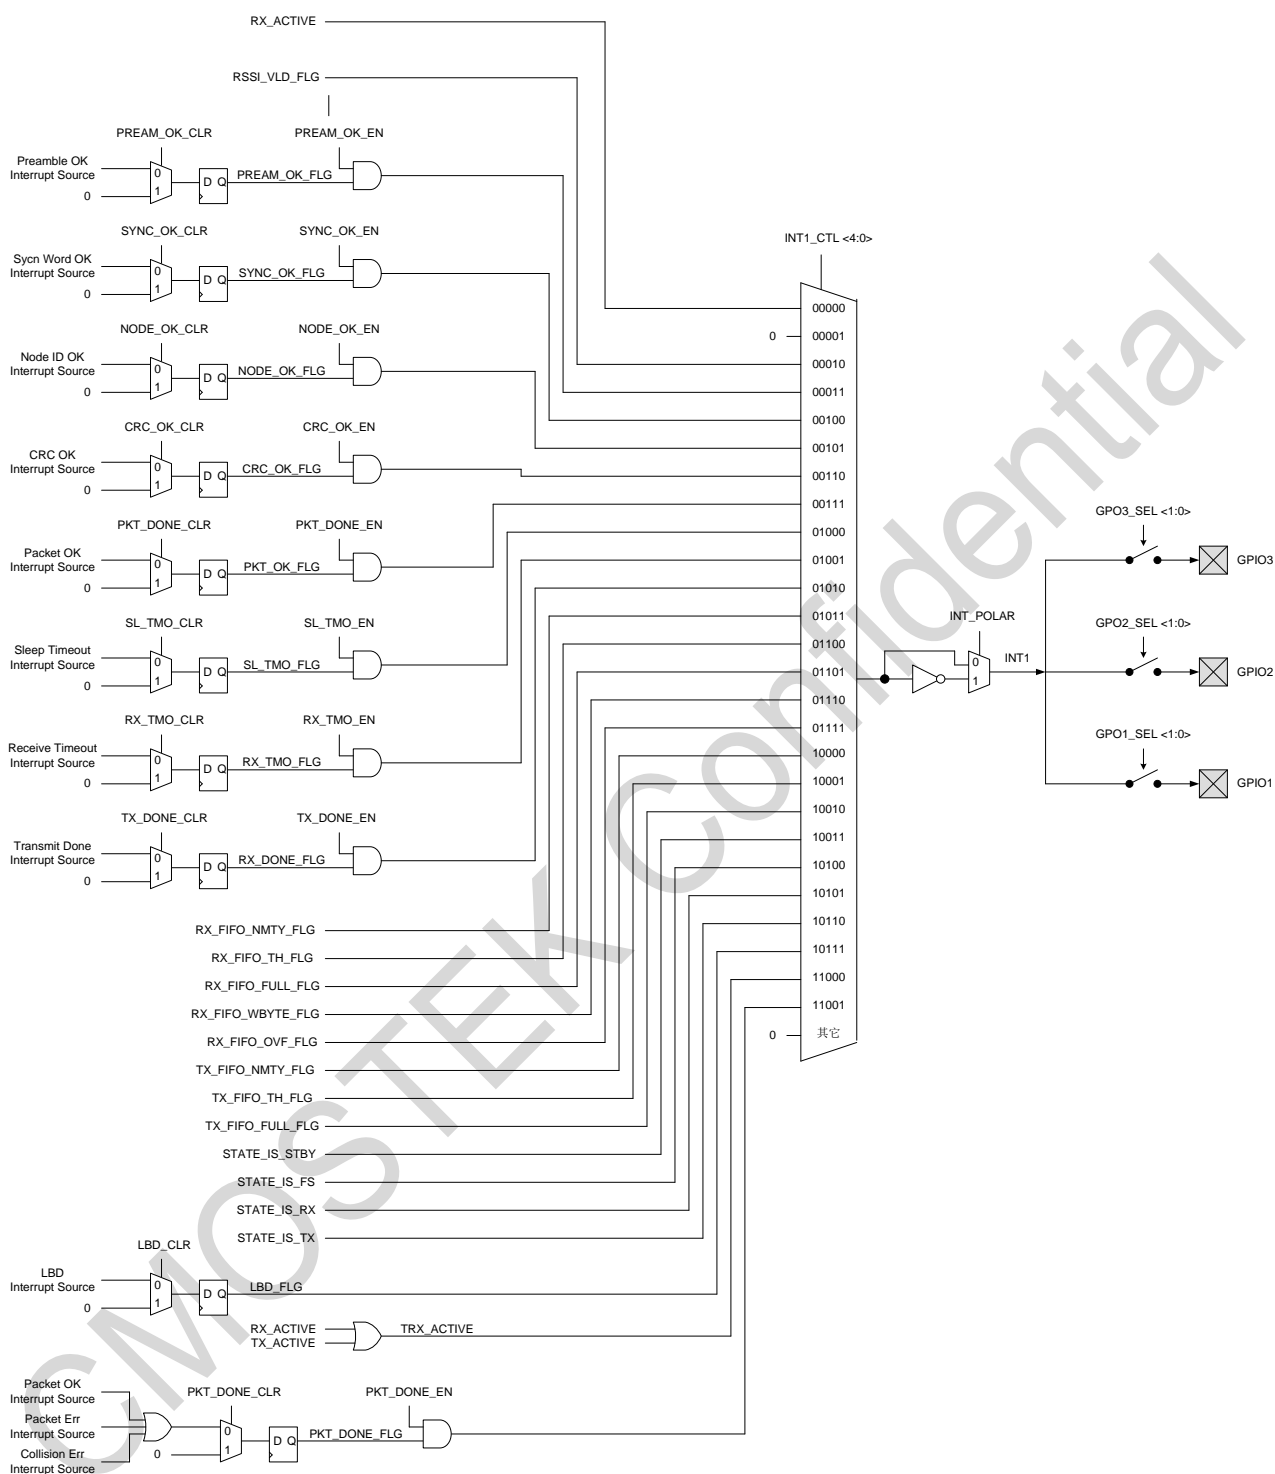 RX_ACTIVE
RSSI_VLD_FLG
PREAM_OK_CLR
PREAM_OK_EN
Preamble OK
Interrupt Source
0
0
1
D Q
PREAM_OK_FLG
SYNC_OK_CLR
SYNC_OK_EN
Sycn Word OK
Interrupt Source
0
0
1
D Q
SYNC_OK_FLG
NODE_OK_CLR
NODE_OK_EN
Node ID OK
Interrupt Source
0
0
1
D Q
NODE_OK_FLG
CRC_OK_CLR
CRC_OK_EN
CRC OK
Interrupt Source
0
0
1
D Q
CRC_OK_FLG
PKT_DONE_CLR
PKT_DONE_EN
Packet OK
Interrupt Source
0
0
1
D Q
PKT_OK_FLG
SL_TMO_CLR
SL_TMO_EN
Sleep Timeout
Interrupt Source
0
0
1
D Q
SL_TMO_FLG
RX_TMO_CLR
RX_TMO_EN
Receive Timeout
Interrupt Source
0
0
1
D Q
RX_TMO_FLG
TX_DONE_CLR
TX_DONE_EN
Transmit Done
Interrupt Source
0
0
1
D Q
RX_DONE_FLG
RX_FIFO_NMTY_FLG
RX_FIFO_TH_FLG
RX_FIFO_FULL_FLG
RX_FIFO_WBYTE_FLG
RX_FIFO_OVF_FLG
TX_FIFO_NMTY_FLG
TX_FIFO_TH_FLG
TX_FIFO_FULL_FLG
STATE_IS_STBY
STATE_IS_FS
STATE_IS_RX
STATE_IS_TX
LBD_CLR
LBD
Interrupt Source
0
0
1
D Q
LBD_FLG
RX_ACTIVE
TX_ACTIVE
TRX_ACTIVE
PKT_DONE_CLR
PKT_DONE_EN
Packet OK
Interrupt Source
Packet Err
Interrupt Source
Collision Err
Interrupt Source
0
0
1
D Q
PKT_DONE_FLG
INT1_CTL <4:0>
00000
0
00001
00010
00011
00100
00101
00110
00111
01000
01001
01010
01011
01100
01101
01110
01111
10000
10001
10010
10011
10100
10101
10110
10111
11000
11001
0
其它
INT_POLAR
0
1
INT1
GPO3_SEL <1:0>
GPIO3
GPO2_SEL <1:0>
GPIO2
GPO1_SEL <1:0>
GPIO1
CMOSTEK Confidential